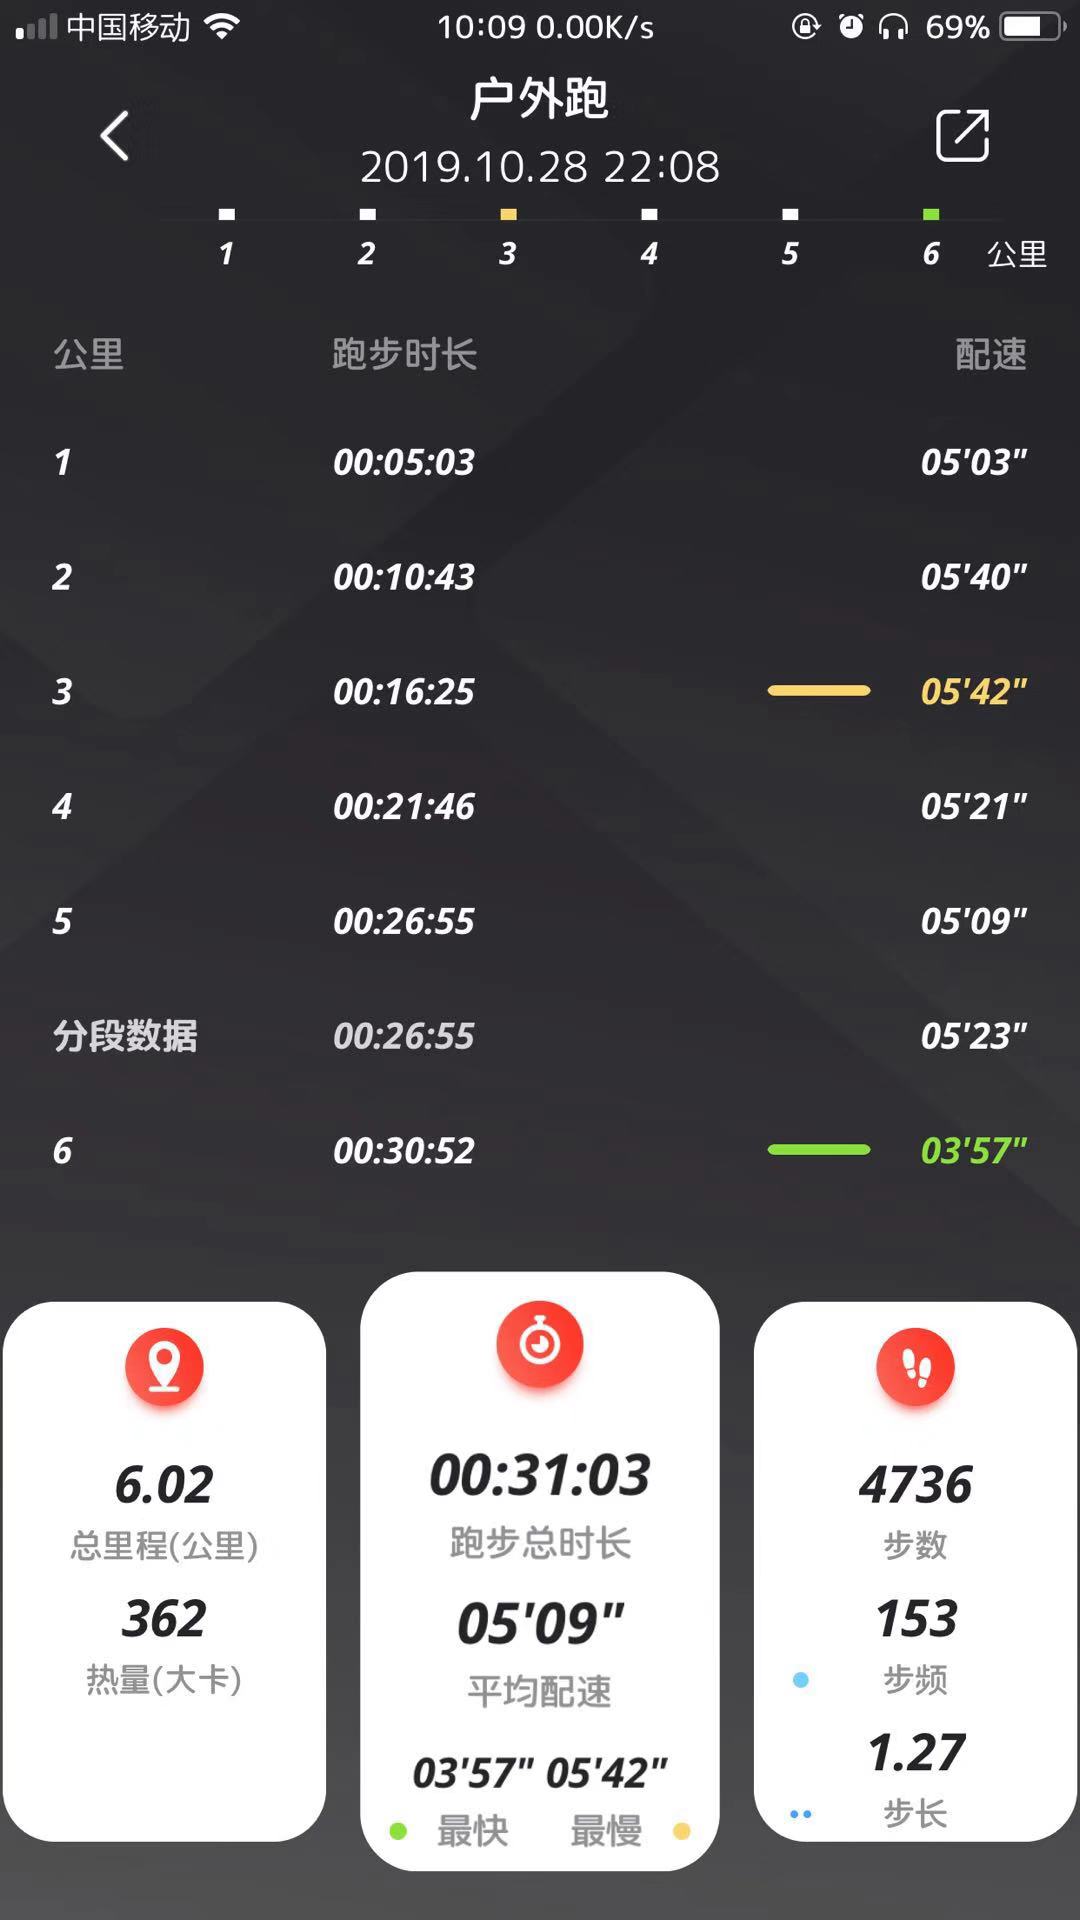 中国移动 10:09 0.00K/s 69%
户外跑
2019.10.28 22:08
1 2 3 4 5 6 公里
公里 跑步时长 配速
1 00:05:03 05'03"
2 00:10:43 05'40"
3 00:16:25 05'42"
4 00:21:46 05'21"
5 00:26:55 05'09"
分段数据 00:26:55 05'23"
6 00:30:52 03'57"
6.02
总里程(公里)
362
热量(大卡)
00:31:03
跑步总时长
05'09"
平均配速
03'57" 05'42"
最快 最慢
4736
步数
153
步频
1.27
步长